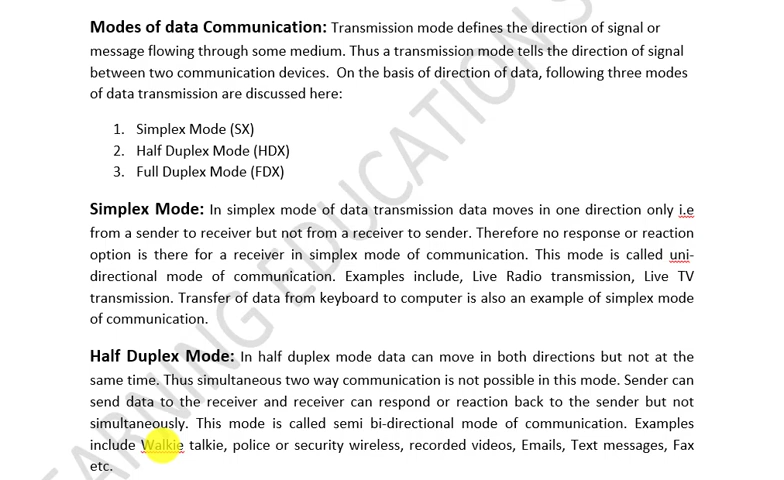 Modes of data Communication: Transmission mode defines the direction of signal or
message flowing through some medium. Thus a transmission mode tells the direction of signal
between two communication devices. On the basis of direction of data, following three modes
of data transmission are discussed here:
1. Simplex Mode (SX)
2. Half Duplex Mode (HDX)
3. Full Duplex Mode (FDX)
Simplex Mode: In simplex mode of data transmission data moves in one direction only i.e
from a sender to receiver but not from a receiver to sender. Therefore no response or reaction
option is there for a receiver in simplex mode of communication. This mode is called uni-
directional mode of communication. Examples include, Live Radio transmission, Live TV
transmission. Transfer of data from keyboard to computer is also an example of simplex mode
of communication.
Half Duplex Mode: In half duplex mode data can move in both directions but not at the
same time. Thus simultaneous two way communication is not possible in this mode. Sender can
send data to the receiver and receiver can respond or reaction back to the sender but not
simultaneously. This mode is called semi bi-directional mode of communication. Examples
include Walkie talkie, police or security wireless, recorded videos, Emails, Text messages, Fax
etc.
EDUCATION